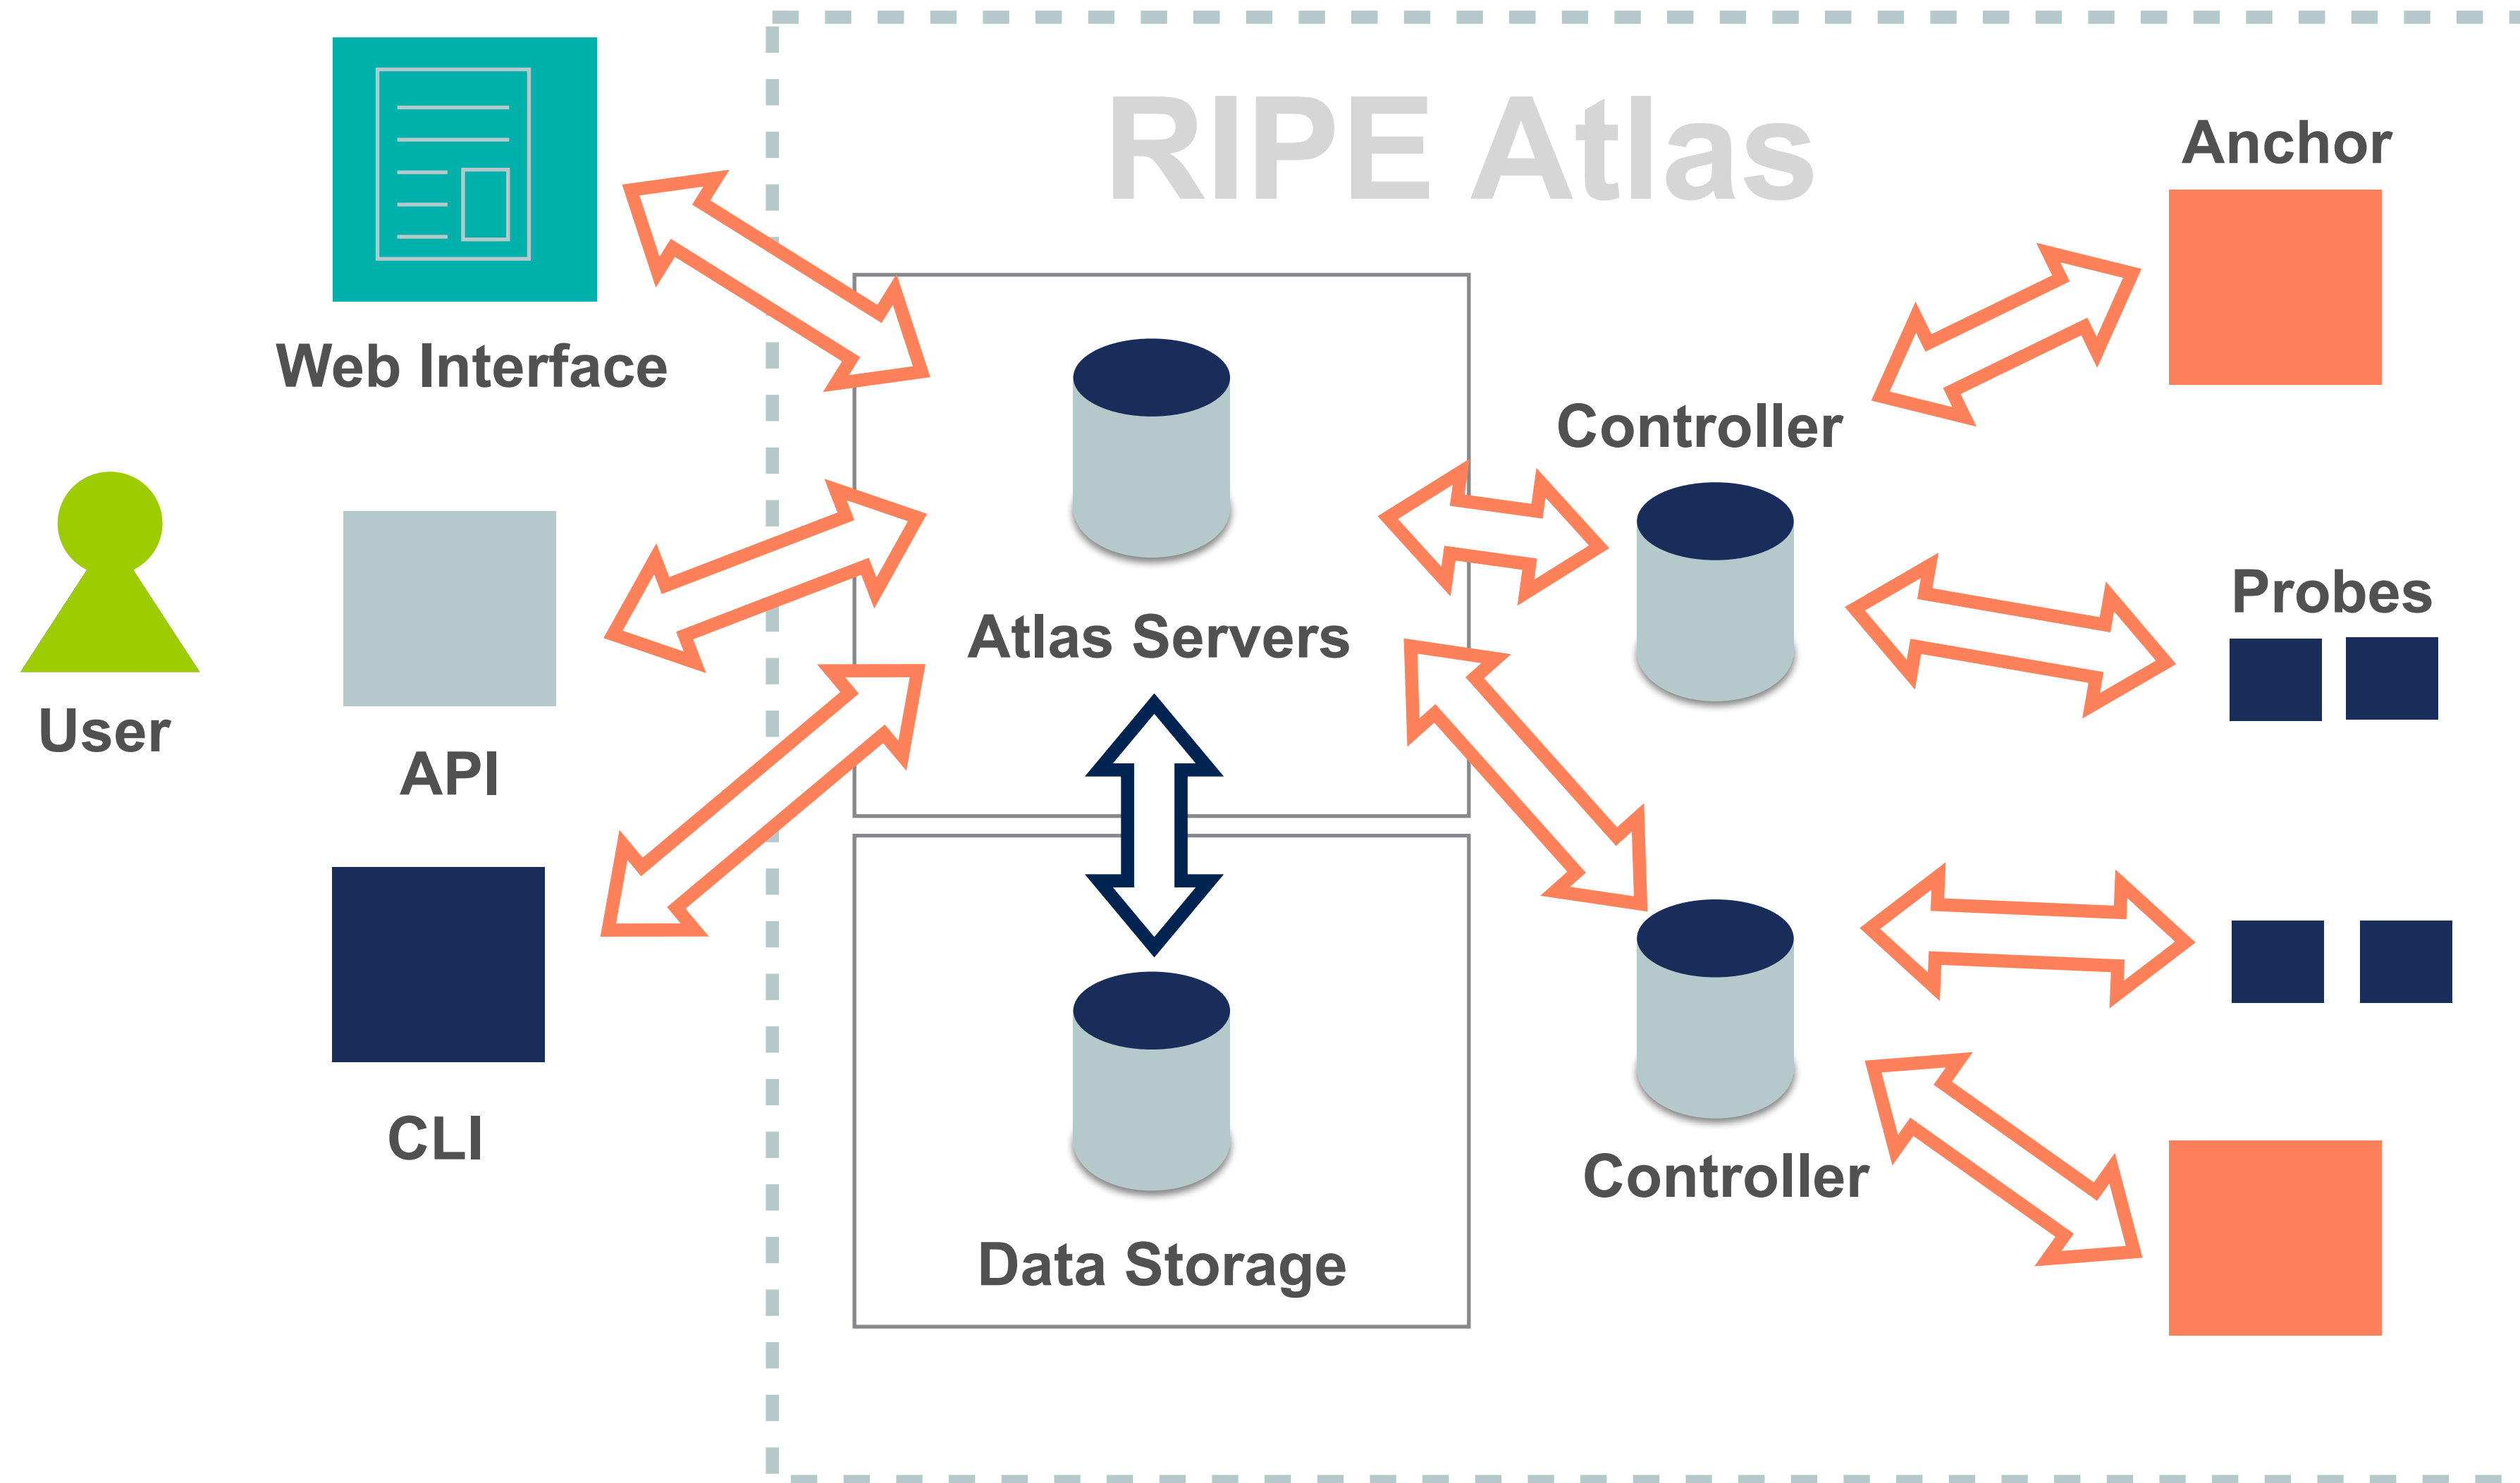 RIPE Atlas
Anchor
Web Interface
Controller
Probes
Atlas Servers
User
API
CLI
Controller
Data Storage